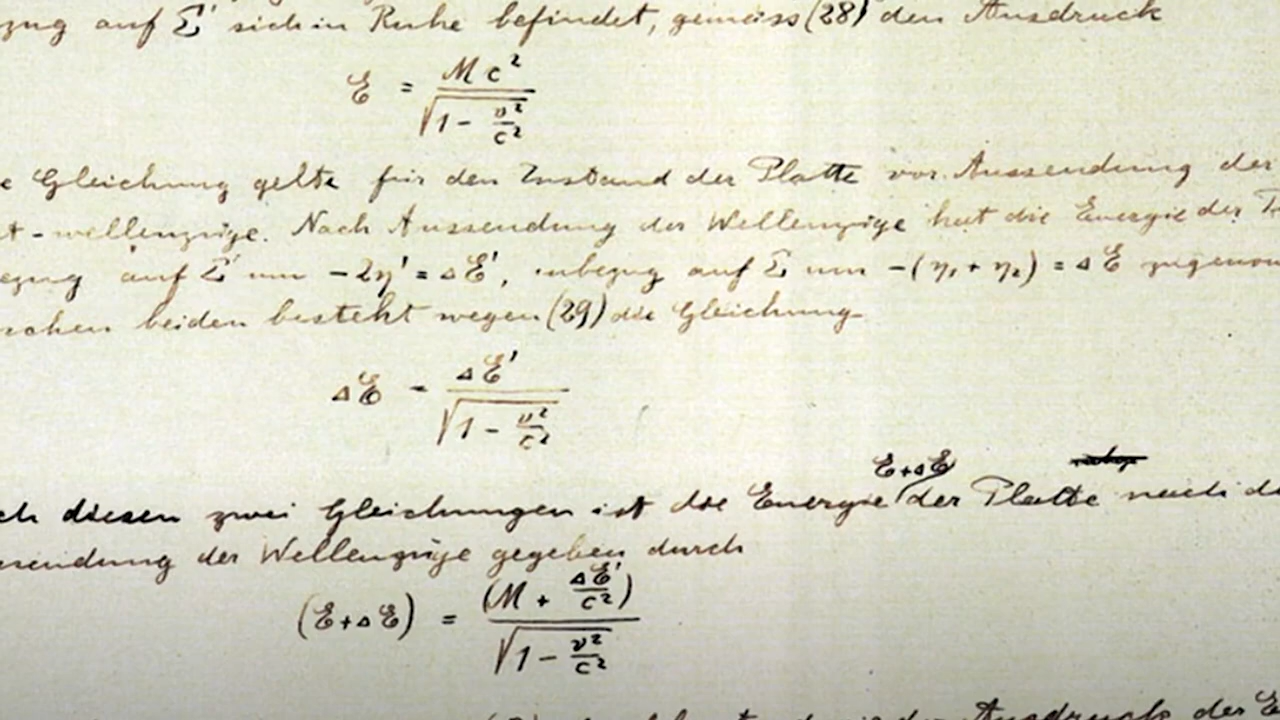 zug auf Σ' sich in Ruhe befindet, gemäss (28) den Ausdruck
ℰ = M c² / √(1 − v²/c²)
e Gleichung gelte für den Zustand der Platte vor Aussendung der
t-wellenzüge. Nach Aussendung der Wellenzüge hat die Energie der
ezug auf Σ' um −2η' = Δℰ', inbezug auf Σ um −(η₁ + η₂) = Δℰ zugenom
schen beiden besteht wegen (29) die Gleichung
Δℰ = Δℰ' / √(1 − v²/c²)
ℰ+Δℰ
ch diesen zwei Gleichungen ist die Energie der Platte nach de
ssendung der Wellenzüge gegeben durch
(ℰ+Δℰ) = (M + Δℰ'/c²) / √(1 − v²/c²)
Ausdruck der ℰ